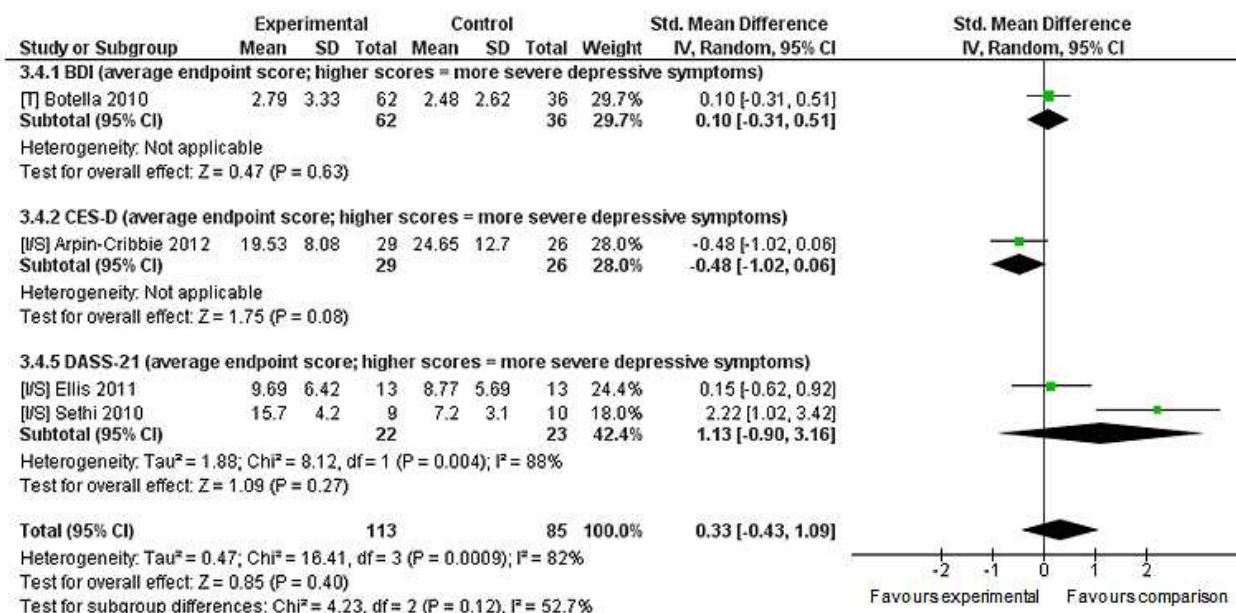 Experimental Control Std. Mean Difference Std. Mean Difference
Study or Subgroup Mean SD Total Mean SD Total Weight IV, Random, 95% CI IV, Random, 95% CI
3.4.1 BDI (average endpoint score; higher scores = more severe depressive symptoms)
[T] Botella 2010 2.79 3.33 62 2.48 2.62 36 29.7% 0.10 [-0.31, 0.51]
Subtotal (95% CI) 62 36 29.7% 0.10 [-0.31, 0.51]
Heterogeneity: Not applicable
Test for overall effect: Z = 0.47 (P = 0.63)
3.4.2 CES-D (average endpoint score; higher scores = more severe depressive symptoms)
[I/S] Arpin-Cribbie 2012 19.53 8.08 29 24.65 12.7 26 28.0% -0.48 [-1.02, 0.06]
Subtotal (95% CI) 29 26 28.0% -0.48 [-1.02, 0.06]
Heterogeneity: Not applicable
Test for overall effect: Z = 1.75 (P = 0.08)
3.4.5 DASS-21 (average endpoint score; higher scores = more severe depressive symptoms)
[I/S] Ellis 2011 9.69 6.42 13 8.77 5.69 13 24.4% 0.15 [-0.62, 0.92]
[I/S] Sethi 2010 15.7 4.2 9 7.2 3.1 10 18.0% 2.22 [1.02, 3.42]
Subtotal (95% CI) 22 23 42.4% 1.13 [-0.90, 3.16]
Heterogeneity: Tau² = 1.88; Chi² = 8.12, df = 1 (P = 0.004); I² = 88%
Test for overall effect: Z = 1.09 (P = 0.27)
Total (95% CI) 113 85 100.0% 0.33 [-0.43, 1.09]
Heterogeneity: Tau² = 0.47; Chi² = 16.41, df = 3 (P = 0.0009); I² = 82%
Test for overall effect: Z = 0.85 (P = 0.40)
Test for subgroup differences: Chi² = 4.23, df = 2 (P = 0.12), I² = 52.7%
-2 -1 0 1 2
Favours experimental Favours comparison